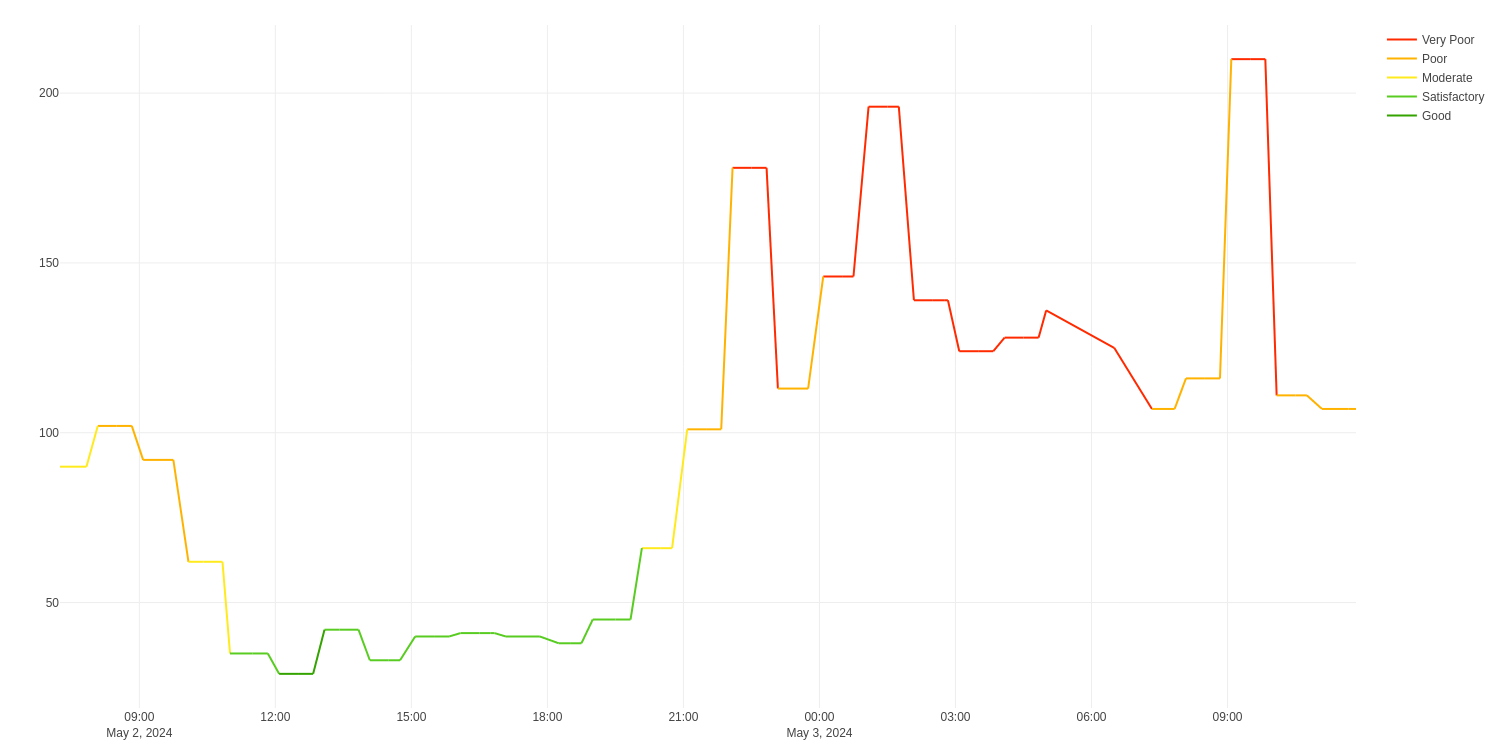 200
150
100
50
09:00
May 2, 2024
12:00
15:00
18:00
21:00
00:00
May 3, 2024
03:00
06:00
09:00
Very Poor
Poor
Moderate
Satisfactory
Good